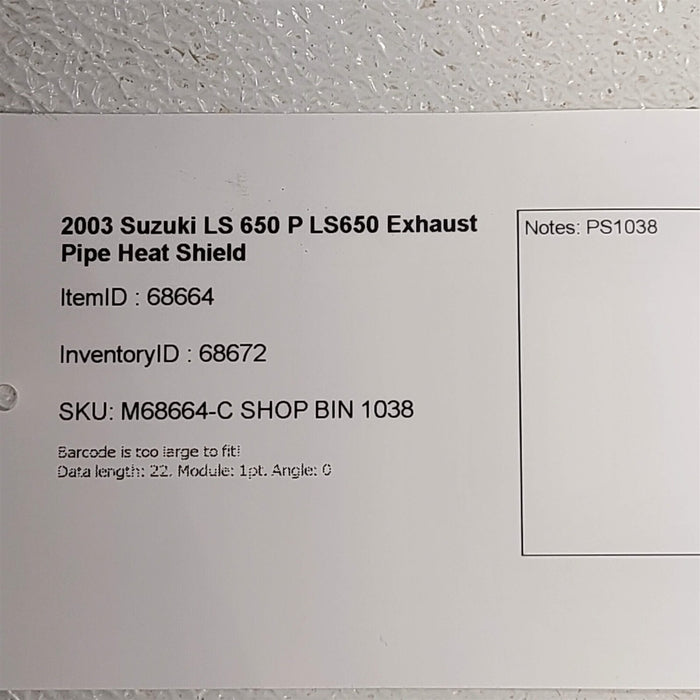 2003 Suzuki LS 650 P LS650 Exhaust
Pipe Heat Shield
ItemID : 68664
InventoryID : 68672
SKU: M68664-C SHOP BIN 1038
Barcode is too large to fit!
Data length: 22. Module: 1pt. Angle: 0
Notes: PS1038